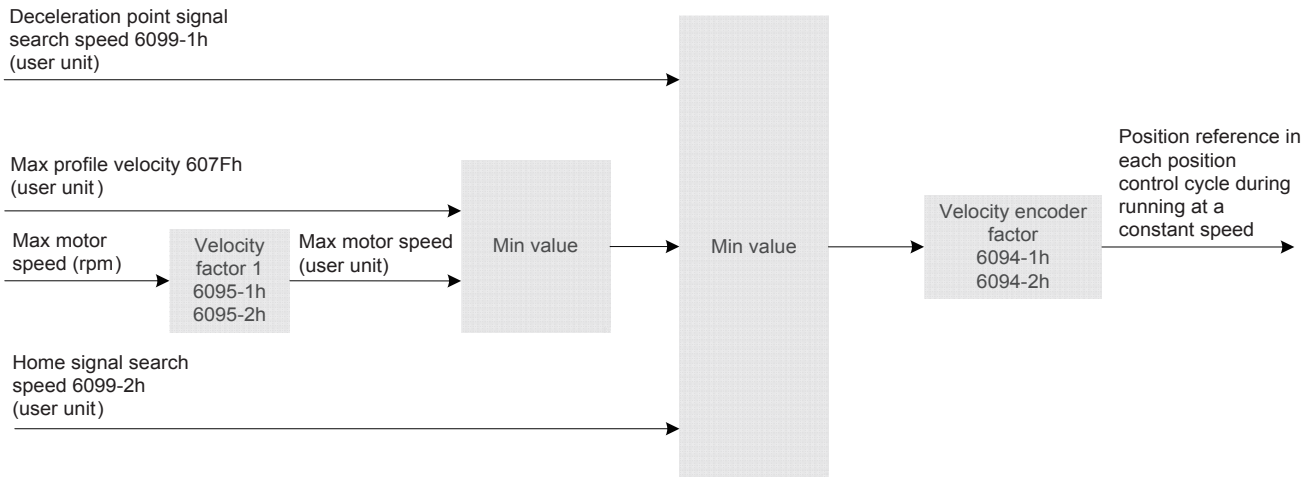 Deceleration point signal
search speed 6099-1h
(user unit)
Max profile velocity 607Fh
(user unit)
Max motor
speed (rpm)
Velocity
factor 1
6095-1h
6095-2h
Max motor speed
(user unit)
Min value
Min value
Velocity encoder
factor
6094-1h
6094-2h
Position reference in
each position
control cycle during
running at a
constant speed
Home signal search
speed 6099-2h
(user unit)